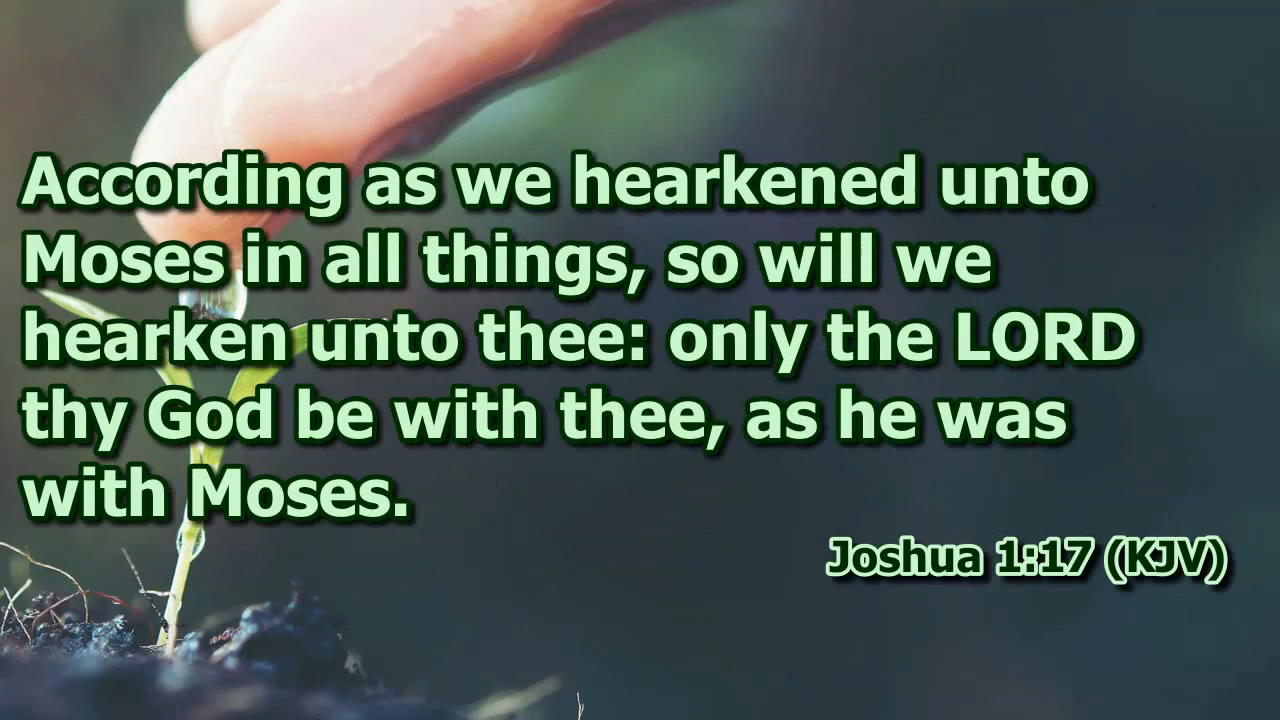 According as we hearkened unto
Moses in all things, so will we
hearken unto thee: only the LORD
thy God be with thee, as he was
with Moses.
Joshua 1:17 (KJV)